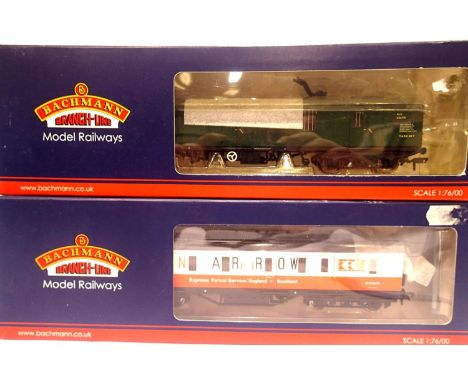 BACHMANN
BRANCH-LINE
Model Railways
www.bachmann.co.uk
SCALE 1:76/00
BACHMANN
BRANCH-LINE
Model Railways
N ARROW
Express Parcel Service: England - Scotland
www.bachmann.co.uk
SCALE 1:76/00